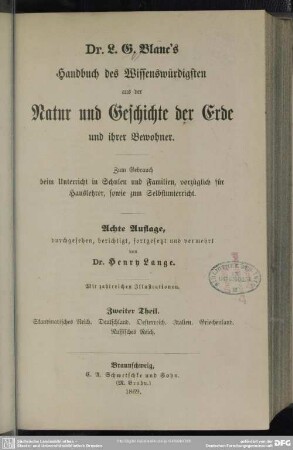 Dr. L. G. Blanc's
Handbuch des Wissenswürdigsten
aus der
Natur und Geschichte der Erde
und ihrer Bewohner.
Zum Gebrauch
beim Unterricht in Schulen und Familien, vorzüglich für
Hauslehrer, sowie zum Selbstunterricht.
Achte Auflage,
durchgesehen, berichtigt, fortgesetzt und vermehrt
von
Dr. Henry Lange.
Mit zahlreichen Illustrationen.
Zweiter Theil.
Skandinavisches Reich. Deutschland. Oesterreich. Italien. Griechenland.
Russisches Reich.
Braunschweig,
C. A. Schwetschke und Sohn.
(M. Bruhn.)
1869.